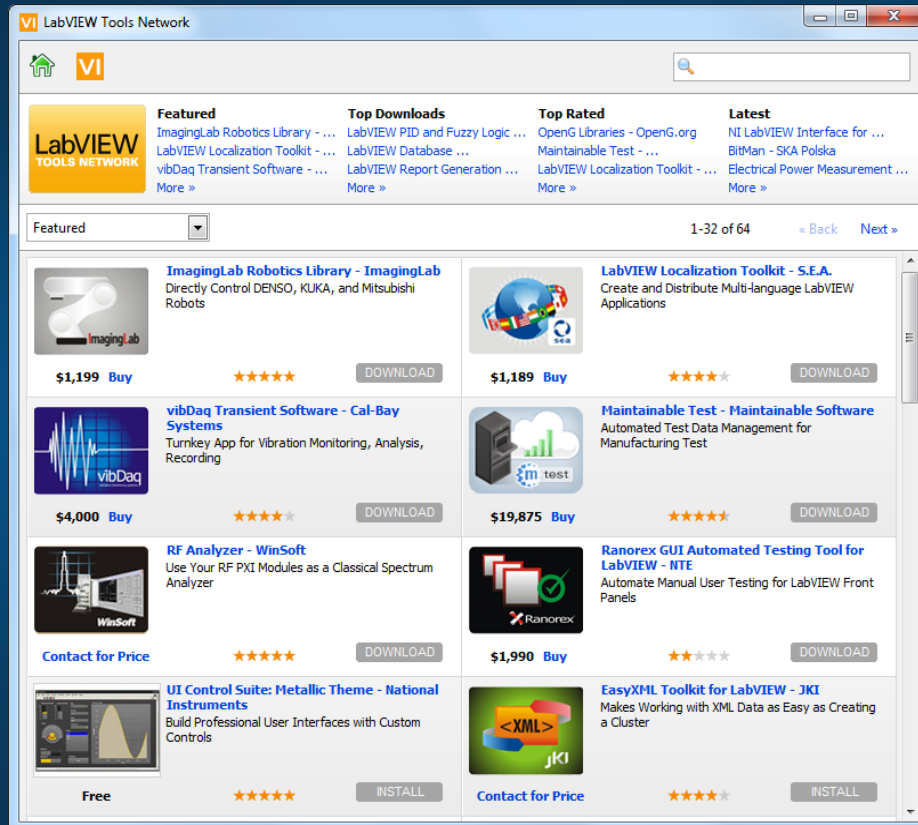 VI LabVIEW Tools Network
VI
LabVIEW
TOOLS NETWORK
Featured
ImagingLab Robotics Library - ...
LabVIEW Localization Toolkit - ...
vibDaq Transient Software - ...
More »
Top Downloads
LabVIEW PID and Fuzzy Logic ...
LabVIEW Database ...
LabVIEW Report Generation ...
More »
Top Rated
OpenG Libraries - OpenG.org
Maintainable Test - ...
LabVIEW Localization Toolkit - ...
More »
Latest
NI LabVIEW Interface for ...
BitMan - SKA Polska
Electrical Power Measurement ...
More »
Featured
1-32 of 64 « Back Next »
ImagingLab
ImagingLab Robotics Library - ImagingLab
Directly Control DENSO, KUKA, and Mitsubishi
Robots
$1,199 Buy
DOWNLOAD
sea
LabVIEW Localization Toolkit - S.E.A.
Create and Distribute Multi-language LabVIEW
Applications
$1,189 Buy
DOWNLOAD
vibDaq
vibDaq Transient Software - Cal-Bay
Systems
Turnkey App for Vibration Monitoring, Analysis,
Recording
$4,000 Buy
DOWNLOAD
m test
Maintainable Test - Maintainable Software
Automated Test Data Management for
Manufacturing Test
$19,875 Buy
DOWNLOAD
WinSoft
RF Analyzer - WinSoft
Use Your RF PXI Modules as a Classical Spectrum
Analyzer
Contact for Price
DOWNLOAD
Ranorex
Ranorex GUI Automated Testing Tool for
LabVIEW - NTE
Automate Manual User Testing for LabVIEW Front
Panels
$1,990 Buy
DOWNLOAD
UI Control Suite: Metallic Theme - National
Instruments
Build Professional User Interfaces with Custom
Controls
Free
INSTALL
<XML>
jKI
EasyXML Toolkit for LabVIEW - JKI
Makes Working with XML Data as Easy as Creating
a Cluster
Contact for Price
INSTALL